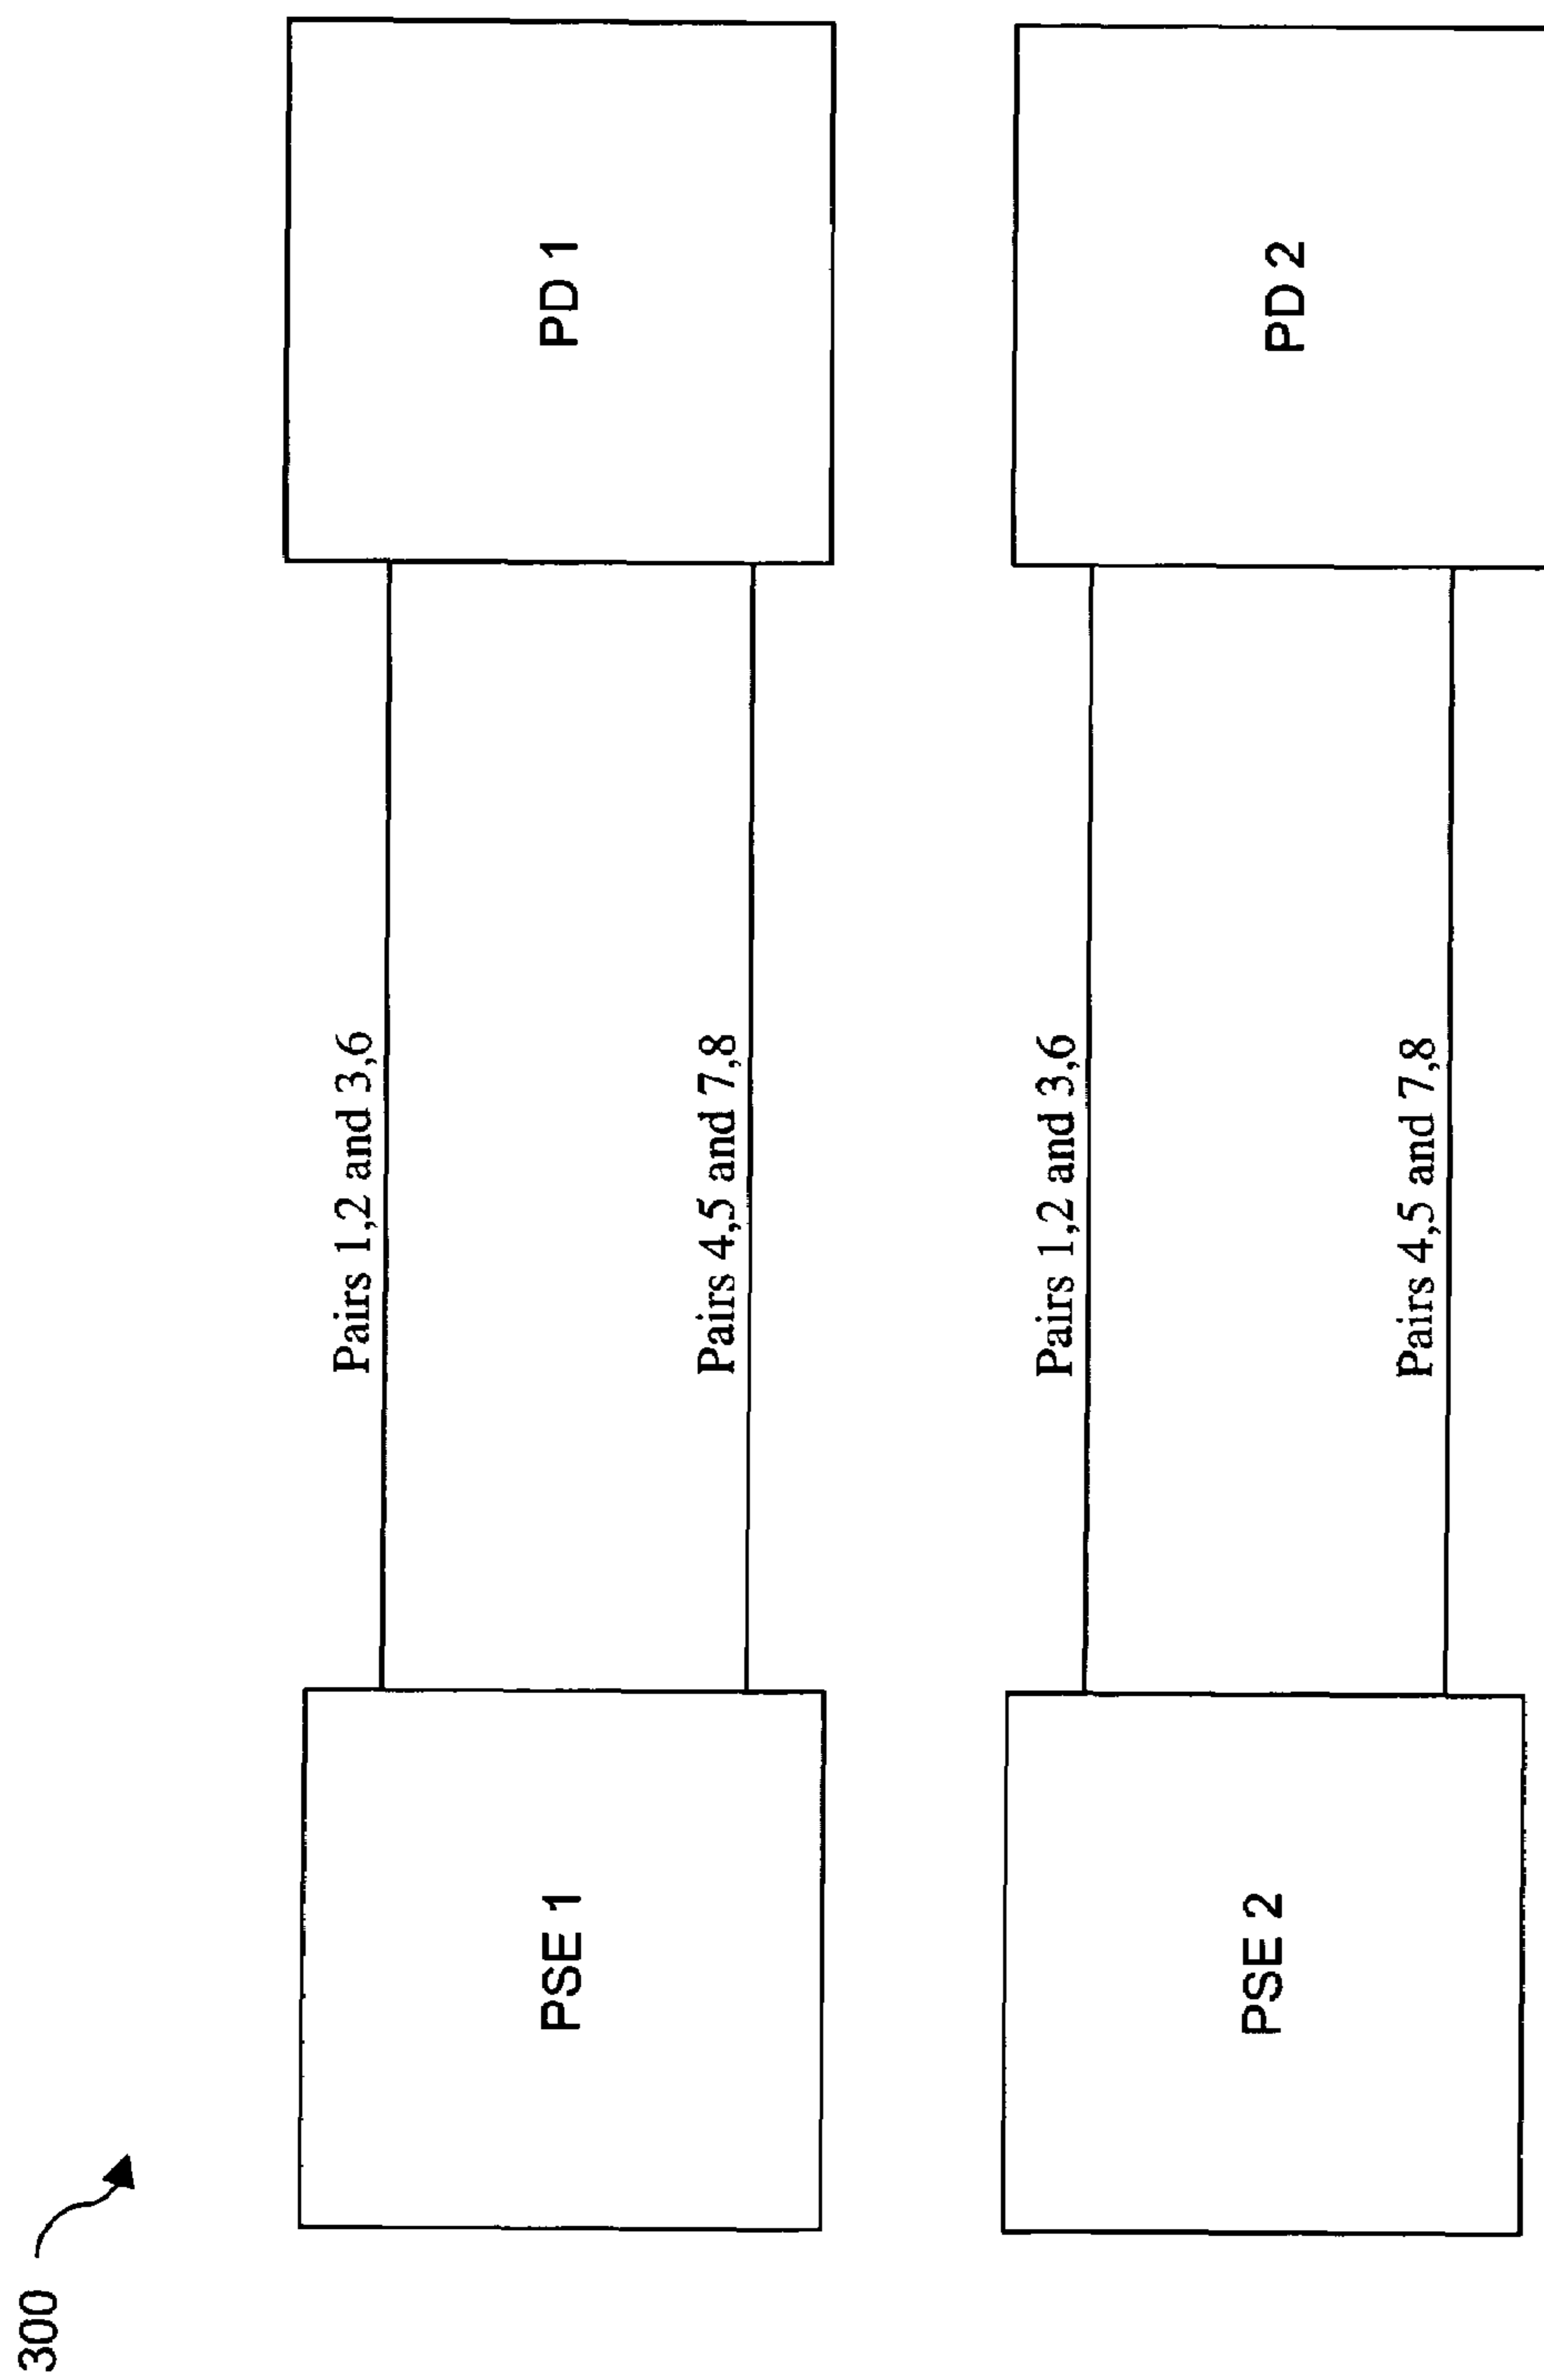 300
PSE 1
Pairs 1,2 and 3,6
Pairs 4,5 and 7,8
PD 1
PSE 2
Pairs 1,2 and 3,6
Pairs 4,5 and 7,8
PD 2